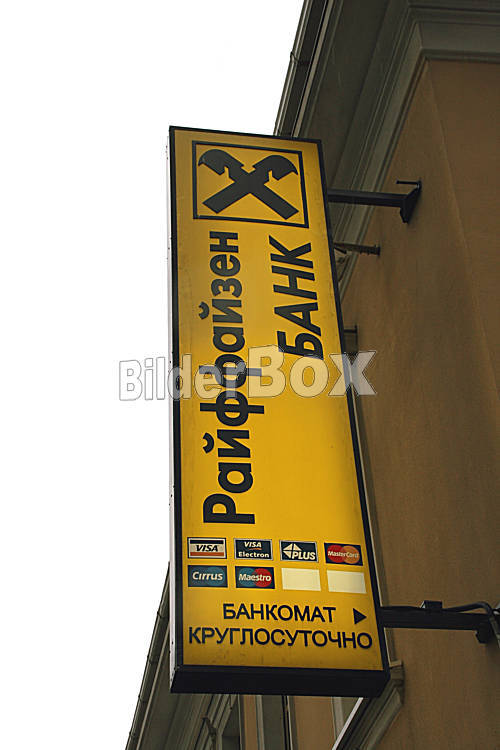 Райффайзен
БАНК
BilderBOX
VISA
VISA Electron
PLUS
MasterCard
Cirrus
Maestro
БАНКОМАТ
КРУГЛОСУТОЧНО